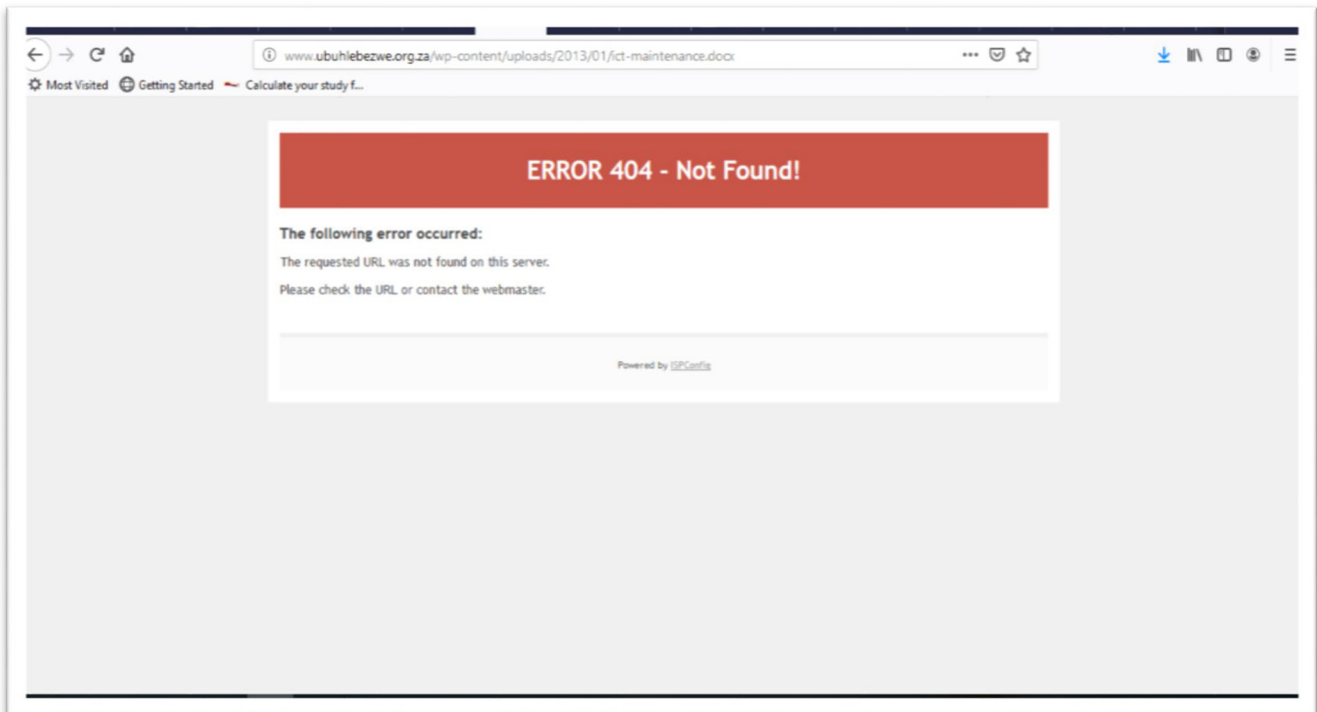 www.ubuhlebezwe.org.za/wp-content/uploads/2013/01/ict-maintenance.docx
Most Visited Getting Started Calculate your study f...
ERROR 404 - Not Found!
The following error occurred:
The requested URL was not found on this server.
Please check the URL or contact the webmaster.
Powered by ISPConfig